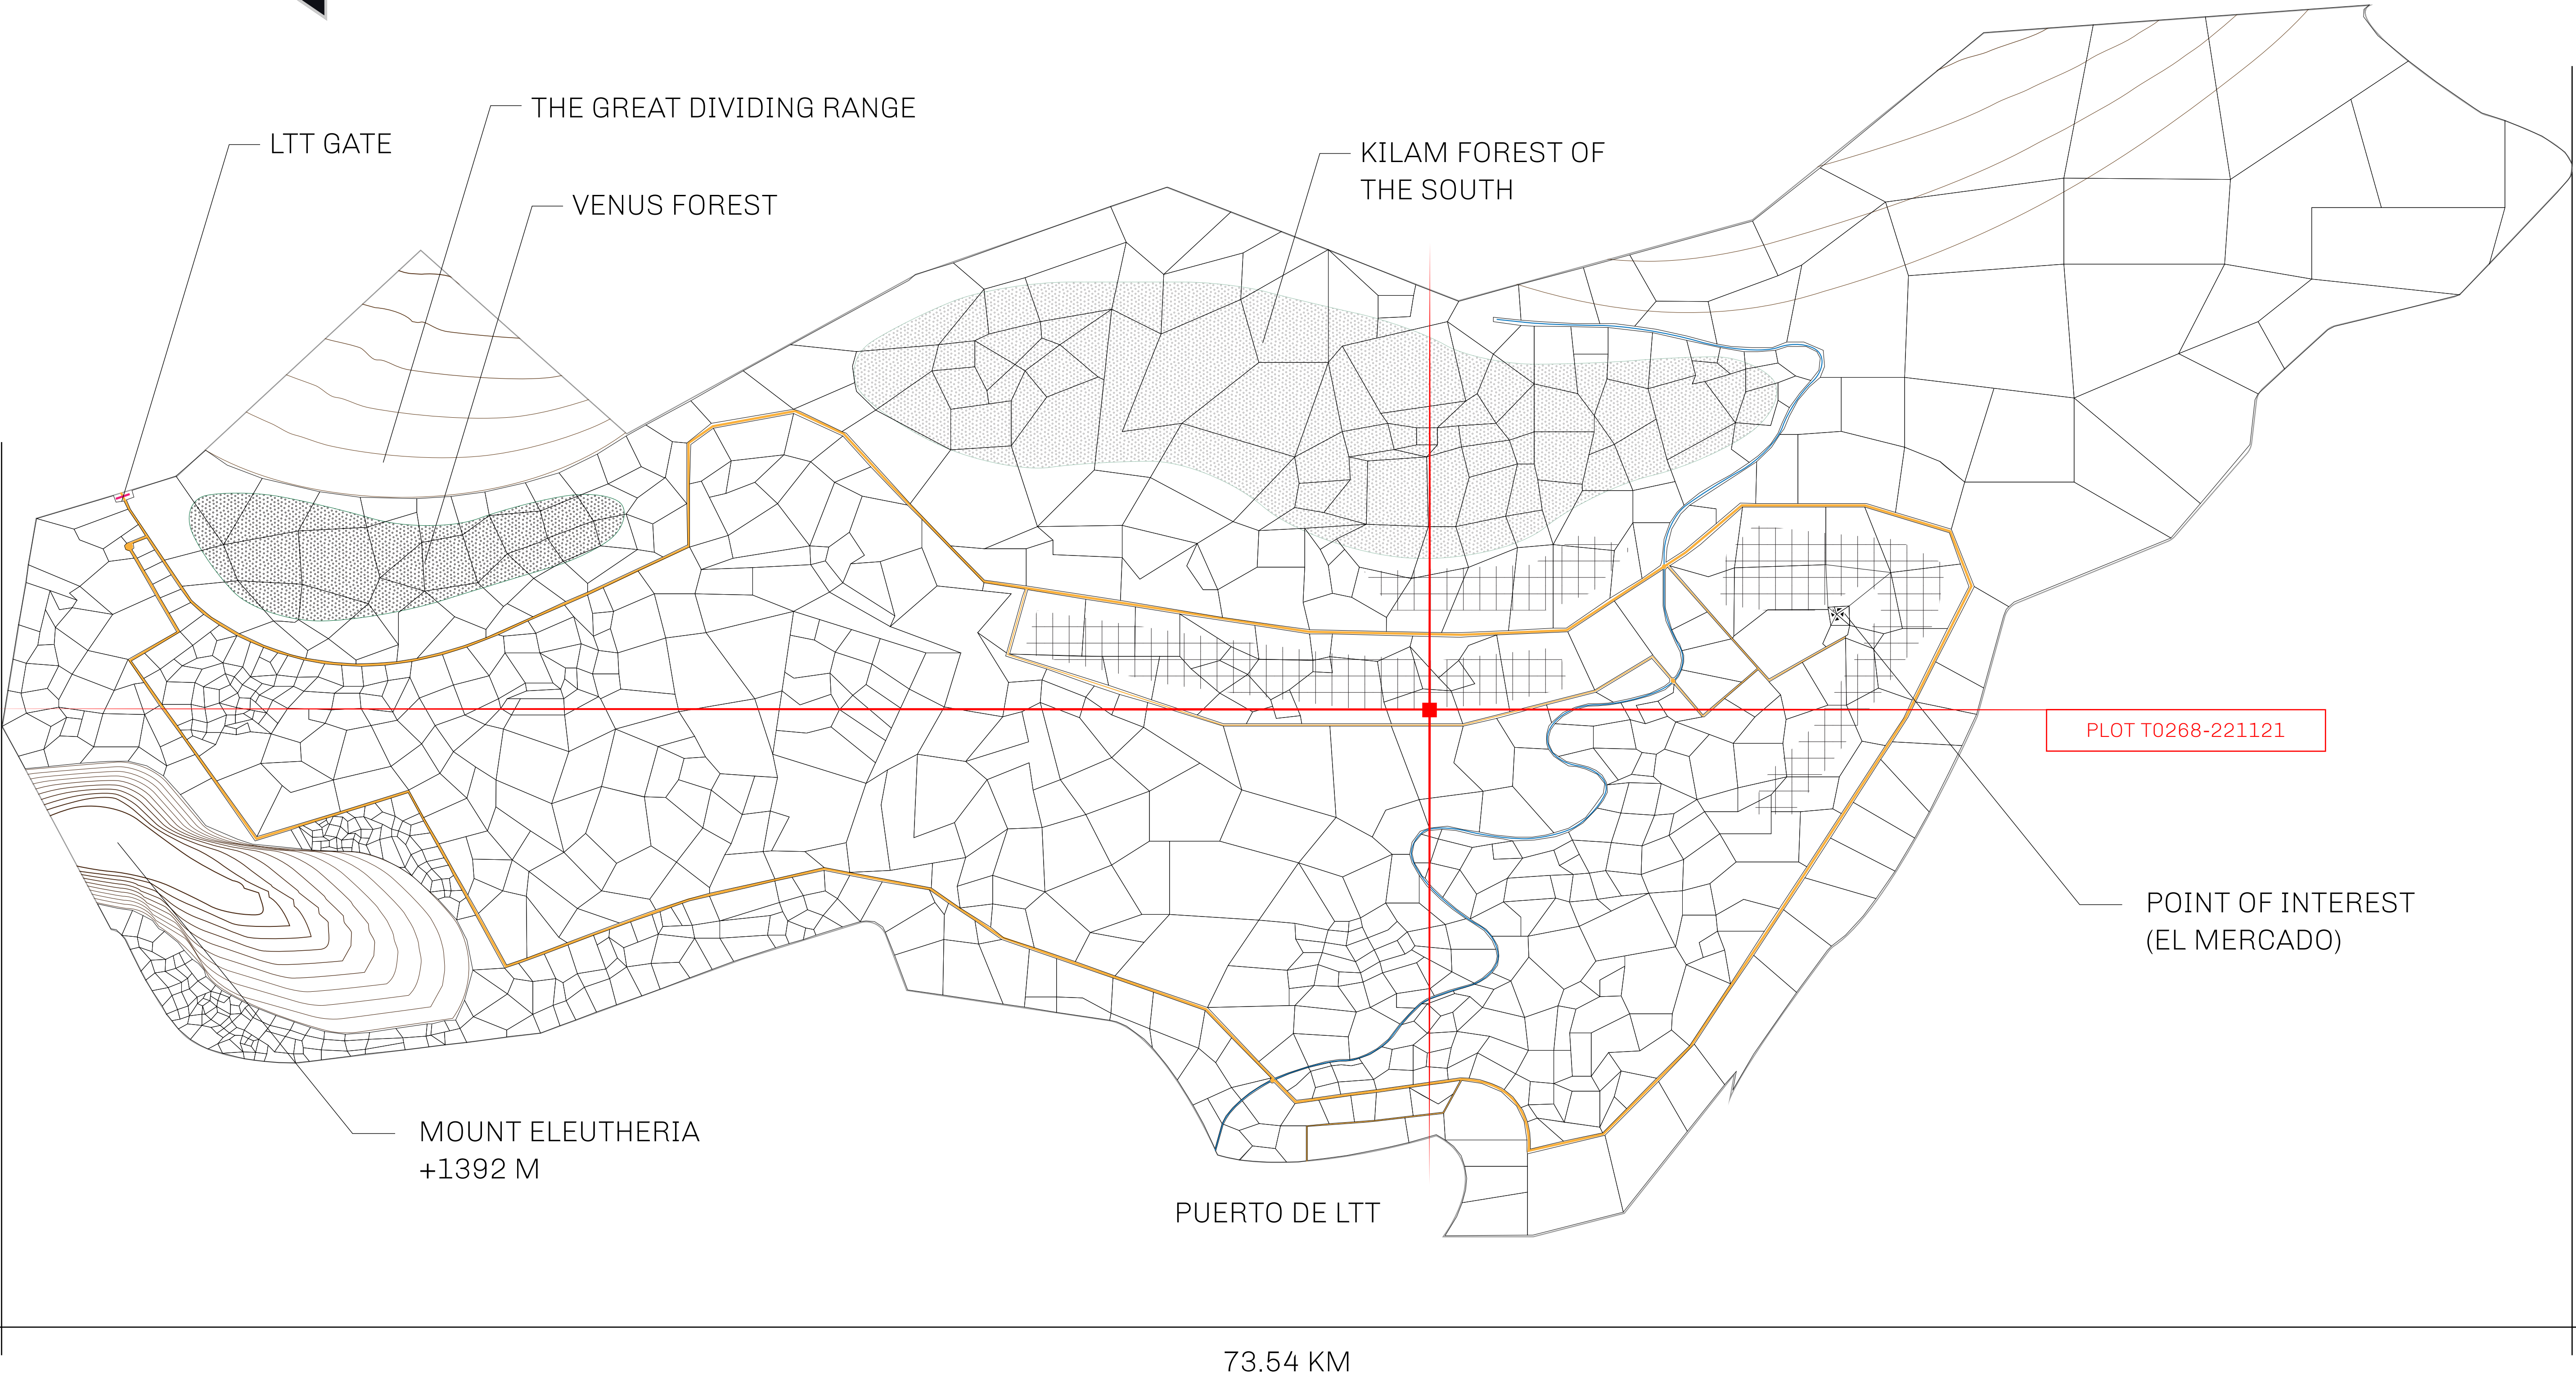 THE GREAT DIVIDING RANGE
LTT GATE
KILAM FOREST OF
THE SOUTH
VENUS FOREST
PLOT T0268-221121
POINT OF INTEREST
(EL MERCADO)
MOUNT ELEUTHERIA
+1392 M
PUERTO DE LTT
73.54 KM